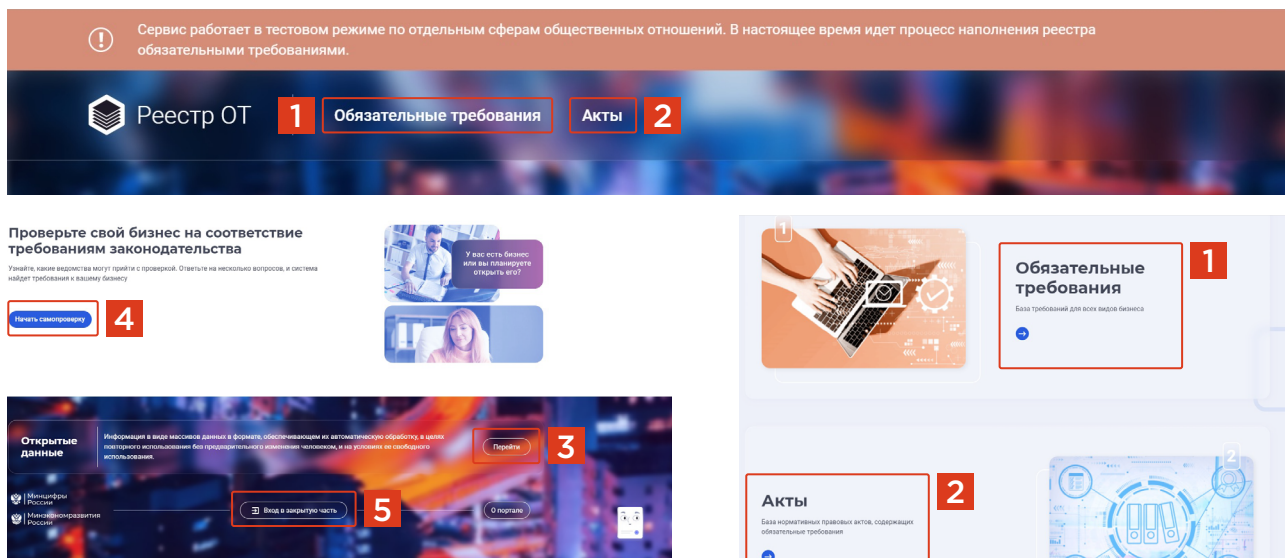 Сервис работает в тестовом режиме по отдельным сферам общественных отношений. В настоящее время идет процесс наполнения реестра
обязательными требованиями.
Реестр ОТ
1
Обязательные требования
Акты
2
Проверьте свой бизнес на соответствие
требованиям законодательства
Узнайте, какие ведомства могут прийти с проверкой. Ответьте на несколько вопросов, и система
найдет требования к вашему бизнесу
Начать самопроверку
4
У вас есть бизнес
или вы планируете
открыть его?
1
Обязательные
требования
База требований для всех видов бизнеса
1
Открытые
данные
Информация в виде массивов данных в формате, обеспечивающем их автоматическую обработку, в целях
повторного использования без предварительного изменения человеком, и на условиях ее свободного
использования.
Перейти
3
Минцифры
России
Минэкономразвития
России
Вход в закрытую часть
5
О портале
Акты
База нормативных правовых актов, содержащих
обязательные требования
2
2